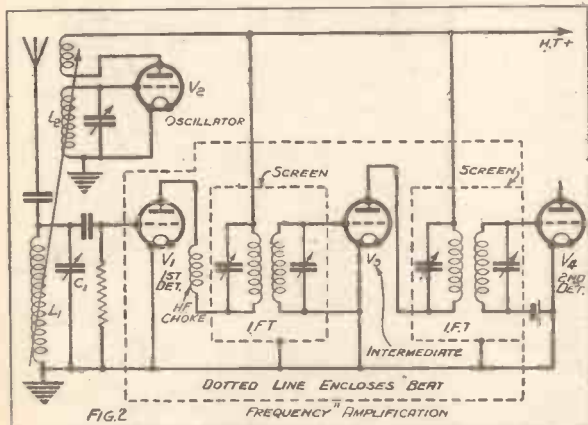 H.T+
L2
V2
OSCILLATOR
SCREEN
SCREEN
C1
L1
V1
1ST DET.
HF CHOKE
I.F.T
V3
INTERMEDIATE
I.F.T
V4
2ND DET.
DOTTED LINE ENCLOSES BEAT
FREQUENCY" AMPLIFICATION
FIG.2